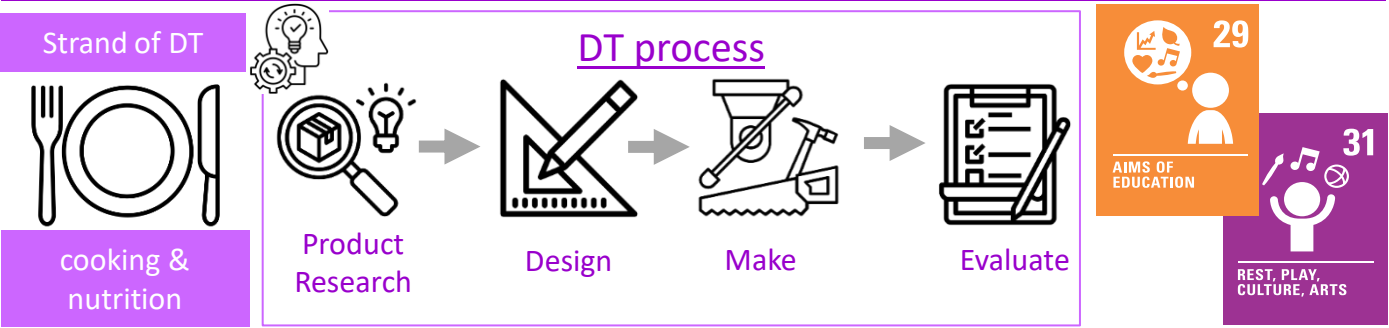 Strand of DT
cooking &
nutrition
DT process
Product
Research
Design
Make
Evaluate
29
AIMS OF
EDUCATION
31
REST, PLAY,
CULTURE, ARTS